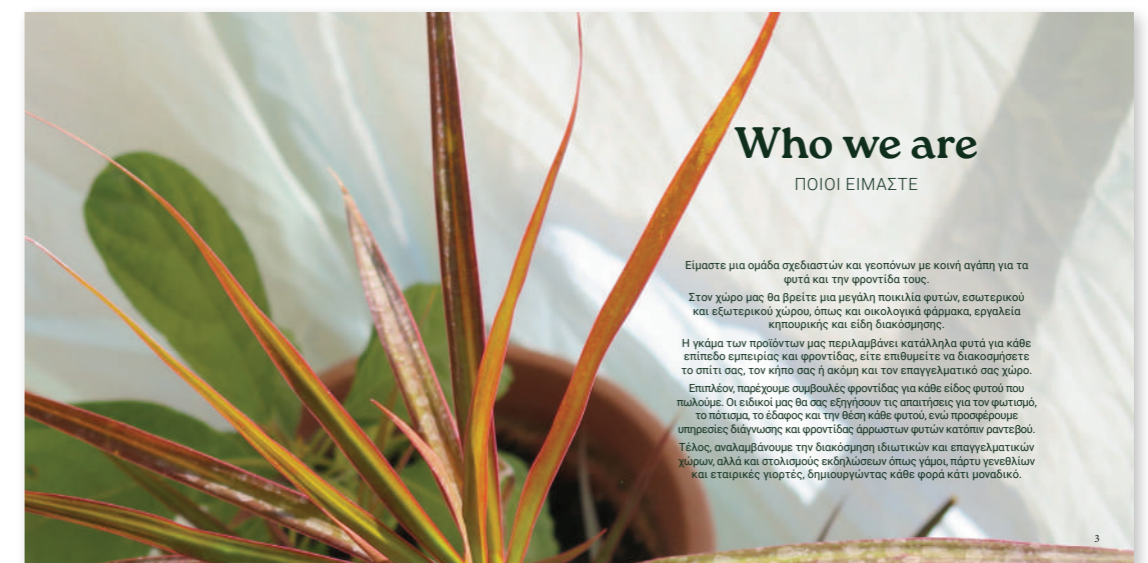 Who we are
ΠΟΙΟΙ ΕΙΜΑΣΤΕ
Είμαστε μια ομάδα σχεδιαστών και γεοπόνων με κοινή αγάπη για τα
φυτά και την φροντίδα τους.
Στον χώρο μας θα βρείτε μια μεγάλη ποικιλία φυτών, εσωτερικού
και εξωτερικού χώρου, όπως και οικολογικά φάρμακα, εργαλεία
κηπουρικής και είδη διακόσμησης.
Η γκάμα των προϊόντων μας περιλαμβάνει κατάλληλα φυτά για κάθε
επίπεδο εμπειρίας και φροντίδας, είτε επιθυμείτε να διακοσμήσετε
το σπίτι σας, τον κήπο σας ή ακόμη και τον επαγγελματικό σας χώρο.
Επιπλέον, παρέχουμε συμβουλές φροντίδας για κάθε είδος φυτού που
πωλούμε. Οι ειδικοί μας θα σας εξηγήσουν τις απαιτήσεις για τον φωτισμό,
το πότισμα, το έδαφος και την θέση κάθε φυτού, ενώ προσφέρουμε
υπηρεσίες διάγνωσης και φροντίδας άρρωστων φυτών κατόπιν ραντεβού.
Τέλος, αναλαμβάνουμε την διακόσμηση ιδιωτικών και επαγγελματικών
χώρων, αλλά και στολισμούς εκδηλώσεων όπως γάμοι, πάρτυ γενεθλίων
και εταιρικές γιορτές, δημιουργώντας κάθε φορά κάτι μοναδικό.
3